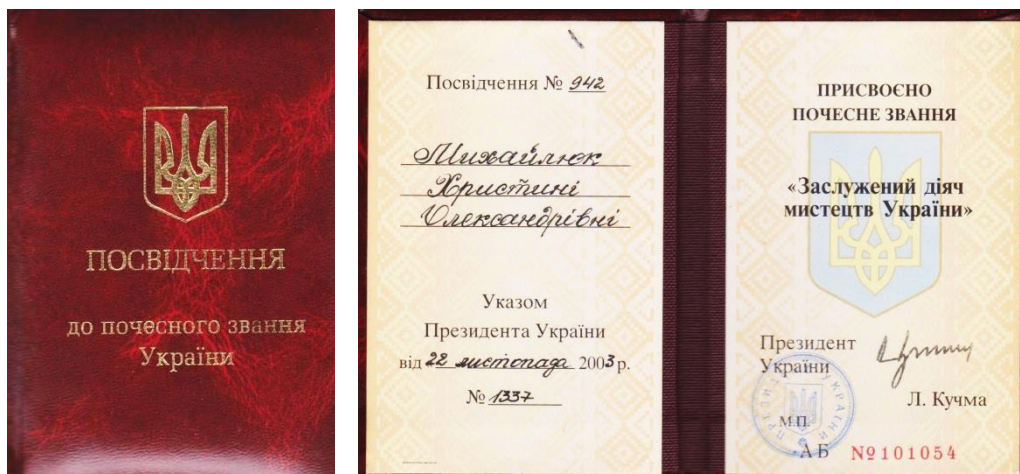 ПОСВІДЧЕННЯ
до почесного звання
України
Посвідчення № 942
Михайлюк
Христині
Олександрівні
Указом
Президента України
від 22 листопада 2003 р.
№ 1337
ПРИСВОЄНО
ПОЧЕСНЕ ЗВАННЯ
«Заслужений діяч
мистецтв України»
Президент
України
Л. Кучма
М.П.
АБ №101054